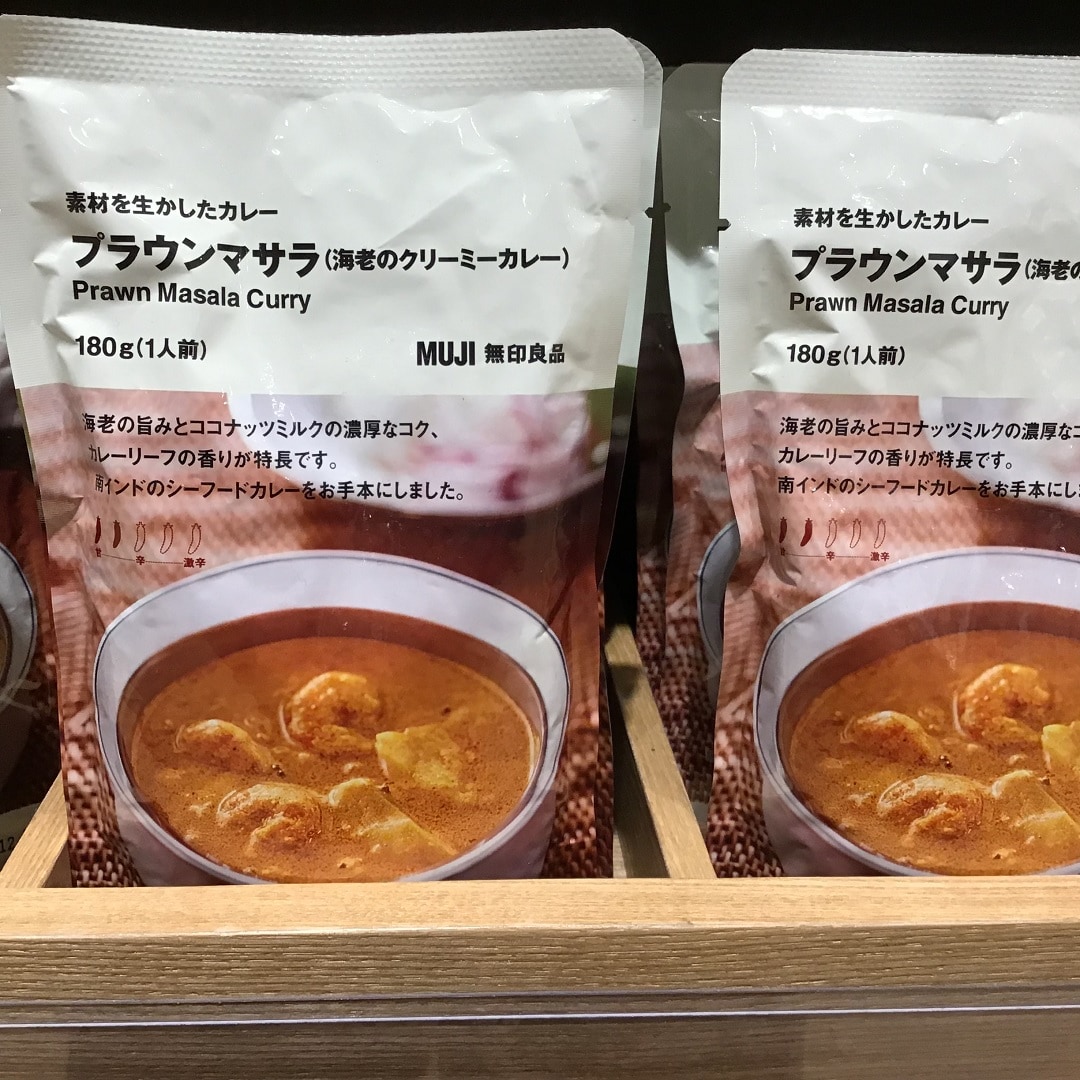 素材を生かしたカレー
プラウンマサラ(海老のクリーミーカレー)
Prawn Masala Curry
180g(1人前)
MUJI 無印良品
海老の旨みとココナッツミルクの濃厚なコク、
カレーリーフの香りが特長です。
南インドのシーフードカレーをお手本にしました。
辛 激辛
素材を生かしたカレー
プラウンマサラ(海老の
Prawn Masala Curry
180g(1人前)
海老の旨みとココナッツミルクの濃厚なコ
カレーリーフの香りが特長です。
南インドのシーフードカレーをお手本にし
辛 激辛
12